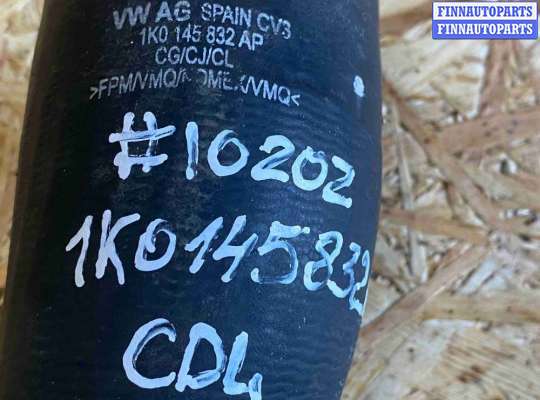 VW AG SPAIN CV3
1K0 145 832 AP
CG/CJ/CL
>FPM/VMQ/NOMEX/VMQ<
#10202
1K0145832
CDL
FINNAUTOPARTS
FINNAUTOPARTS